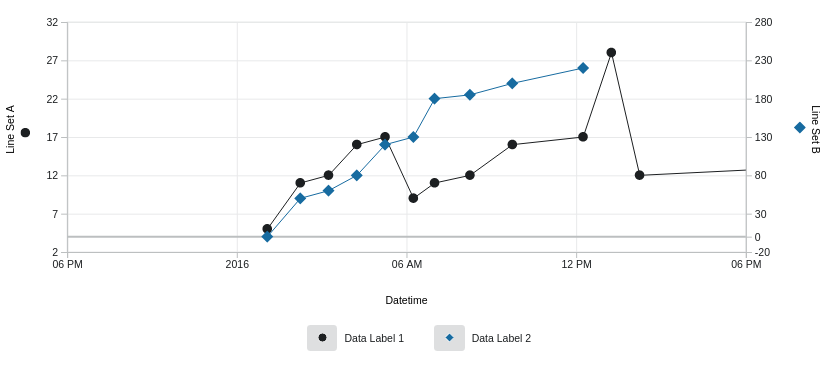 32
27
22
17
12
7
2
280
230
180
130
80
30
0
-20
Line Set A
Line Set B
06 PM
2016
06 AM
12 PM
06 PM
Datetime
Data Label 1
Data Label 2